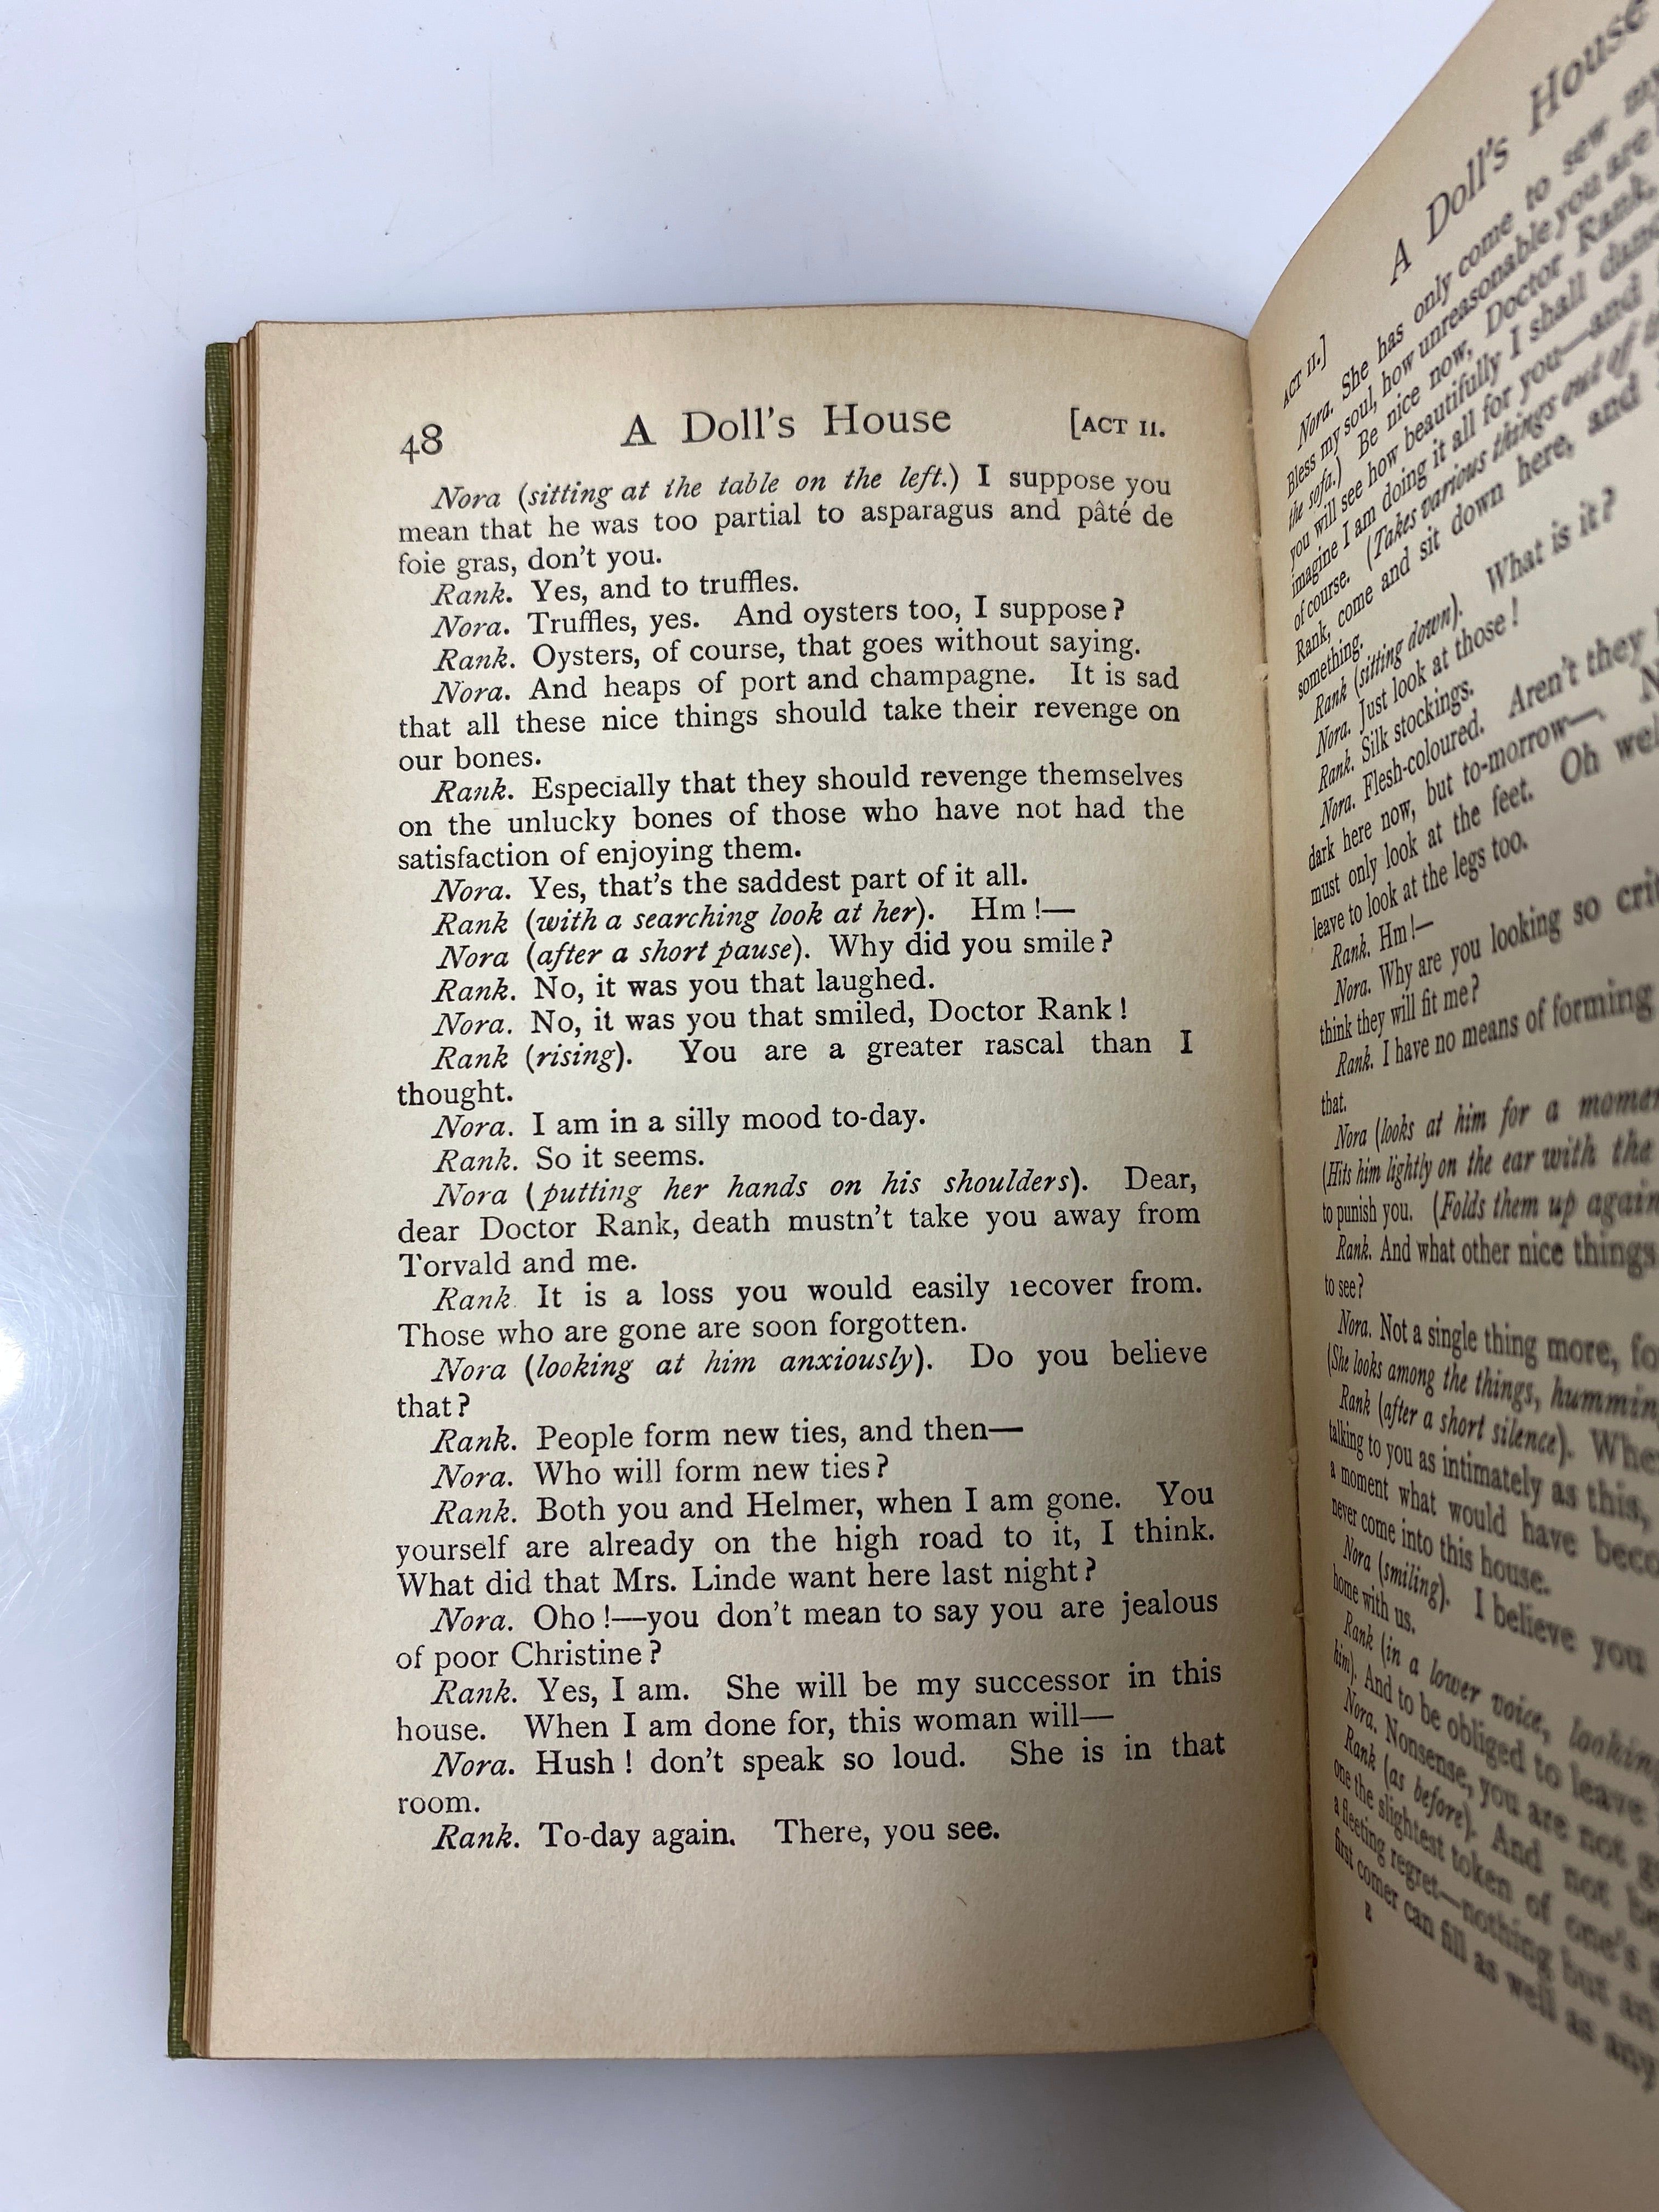 48 A Doll's House [ACT II.
Nora (sitting at the table on the left.) I suppose you
mean that he was too partial to asparagus and pâté de
foie gras, don't you.
Rank. Yes, and to truffles.
Nora. Truffles, yes. And oysters too, I suppose?
Rank. Oysters, of course, that goes without saying.
Nora. And heaps of port and champagne. It is sad
that all these nice things should take their revenge on
our bones.
Rank. Especially that they should revenge themselves
on the unlucky bones of those who have not had the
satisfaction of enjoying them.
Nora. Yes, that's the saddest part of it all.
Rank (with a searching look at her). Hm!—
Nora (after a short pause). Why did you smile?
Rank. No, it was you that laughed.
Nora. No, it was you that smiled, Doctor Rank!
Rank (rising). You are a greater rascal than I
thought.
Nora. I am in a silly mood to-day.
Rank. So it seems.
Nora (putting her hands on his shoulders). Dear,
dear Doctor Rank, death mustn't take you away from
Torvald and me.
Rank. It is a loss you would easily recover from.
Those who are gone are soon forgotten.
Nora (looking at him anxiously). Do you believe
that?
Rank. People form new ties, and then—
Nora. Who will form new ties?
Rank. Both you and Helmer, when I am gone. You
yourself are already on the high road to it, I think.
What did that Mrs. Linde want here last night?
Nora. Oho!—you don't mean to say you are jealous
of poor Christine?
Rank. Yes, I am. She will be my successor in this
house. When I am done for, this woman will—
Nora. Hush! don't speak so loud. She is in that
room.
Rank. To-day again. There, you see.
ACT II.] A Doll's House
Nora. She has only come to sew my
Bless my soul, how unreasonable you are
the sofa.) Be nice now, Doctor Rank,
you will see how beautifully I shall
imagine I am doing it all for you—and
of course. (Takes various things out of
Rank, come and sit down here, and
something.
Rank (sitting down). What is it?
Nora. Just look at those!
Rank. Silk stockings.
Nora. Flesh-coloured. Aren't they
dark here now, but to-morrow—.
must only look at the feet. Oh
leave to look at the legs too.
Rank. Hm!—
Nora. Why are you looking so
think they will fit me?
Rank. I have no means of forming
that.
Nora (looks at him for a
(Hits him lightly on the ear with the
to punish you. (Folds them up
Rank. And what other nice things
to see?
Nora. Not a single thing more,
(She looks among the things,
Rank (after a short silence).
talking to you as intimately as this,
a moment what would have
never come into this house.
Nora (smiling). I believe you
home with us.
Rank (in a lower voice,
him). And to be obliged to leave
Nora. Nonsense, you are not
Rank (as before). And not
one the slightest token of one's
a fleeting regret—nothing but
first comer can fill as well as any